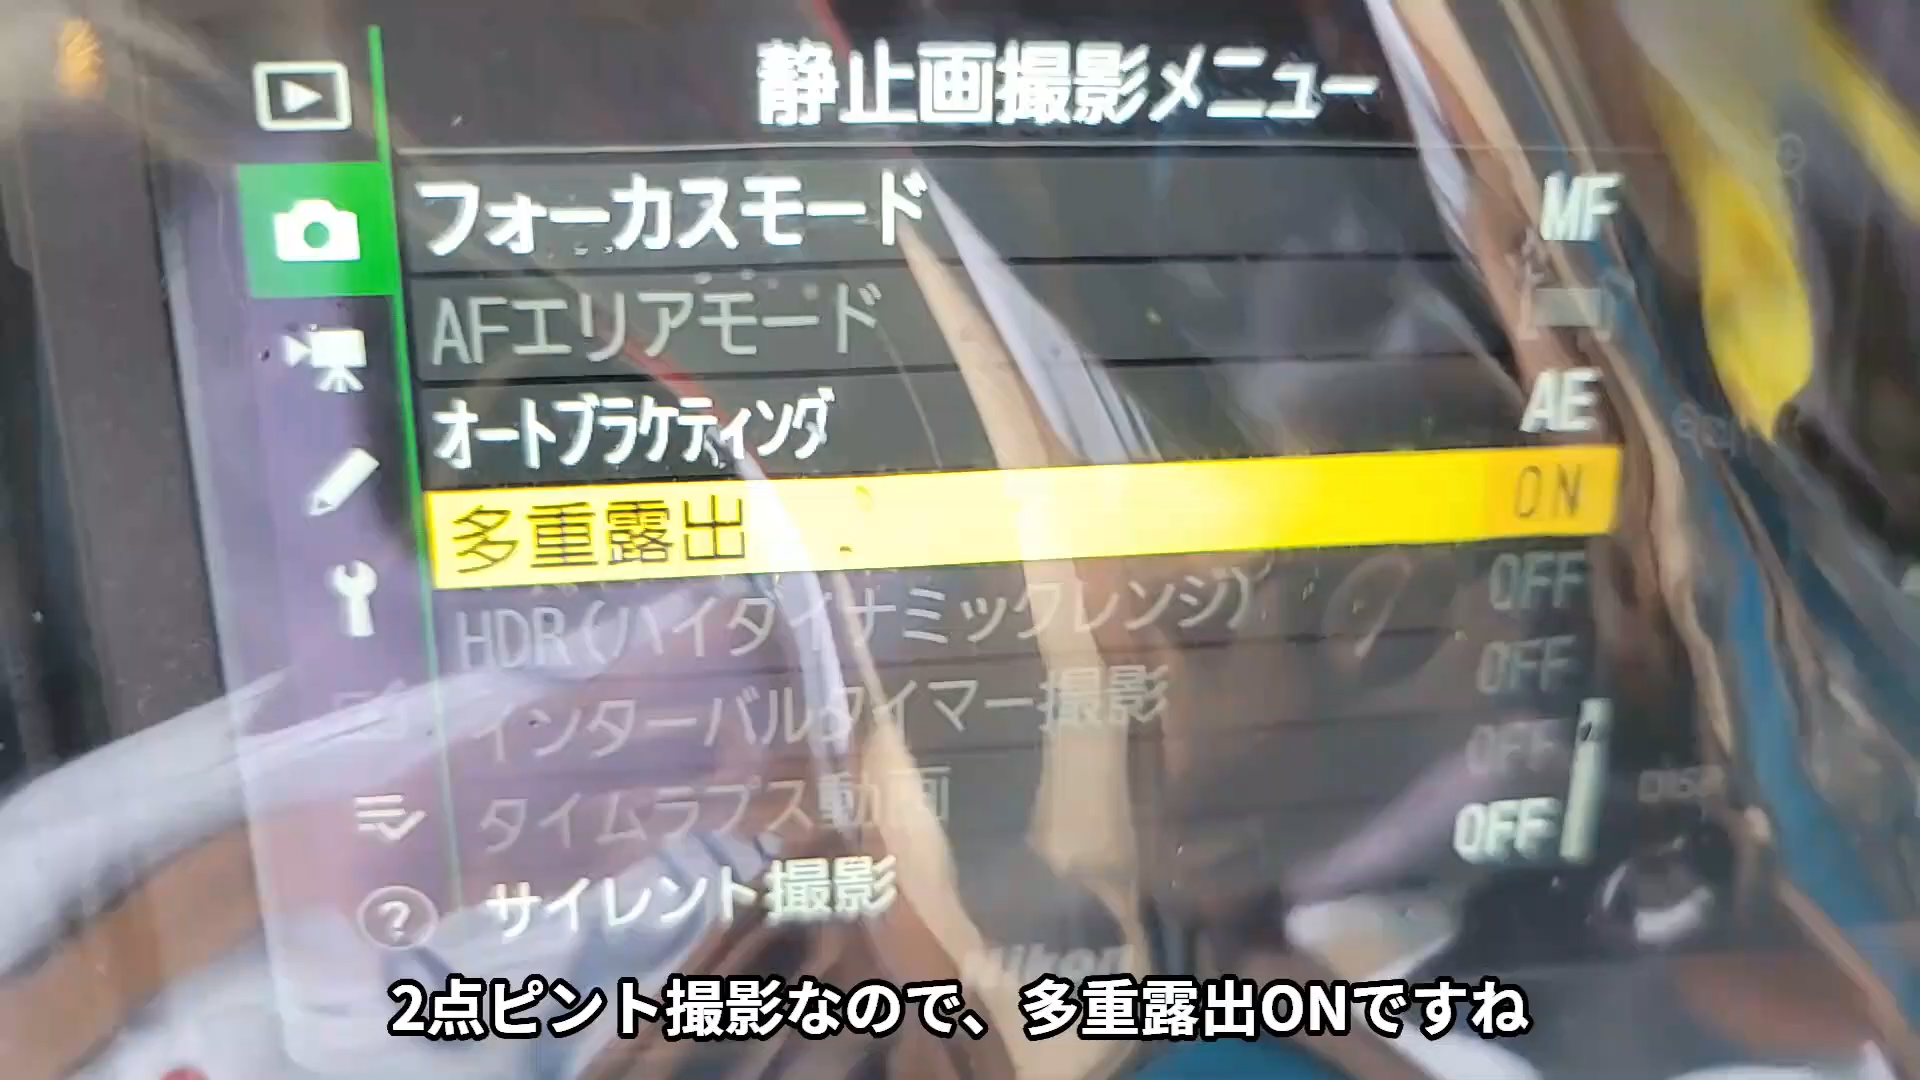 静止画撮影メニュー
フォーカスモード MF
AFエリアモード
オートブラケティング AE
多重露出 ON
HDR(ハイダイナミックレンジ) OFF
インターバルタイマー撮影 OFF
タイムラプス動画 OFF
サイレント撮影 OFF
?
Nikon
DISP
2点ピント撮影なので、多重露出ONですね